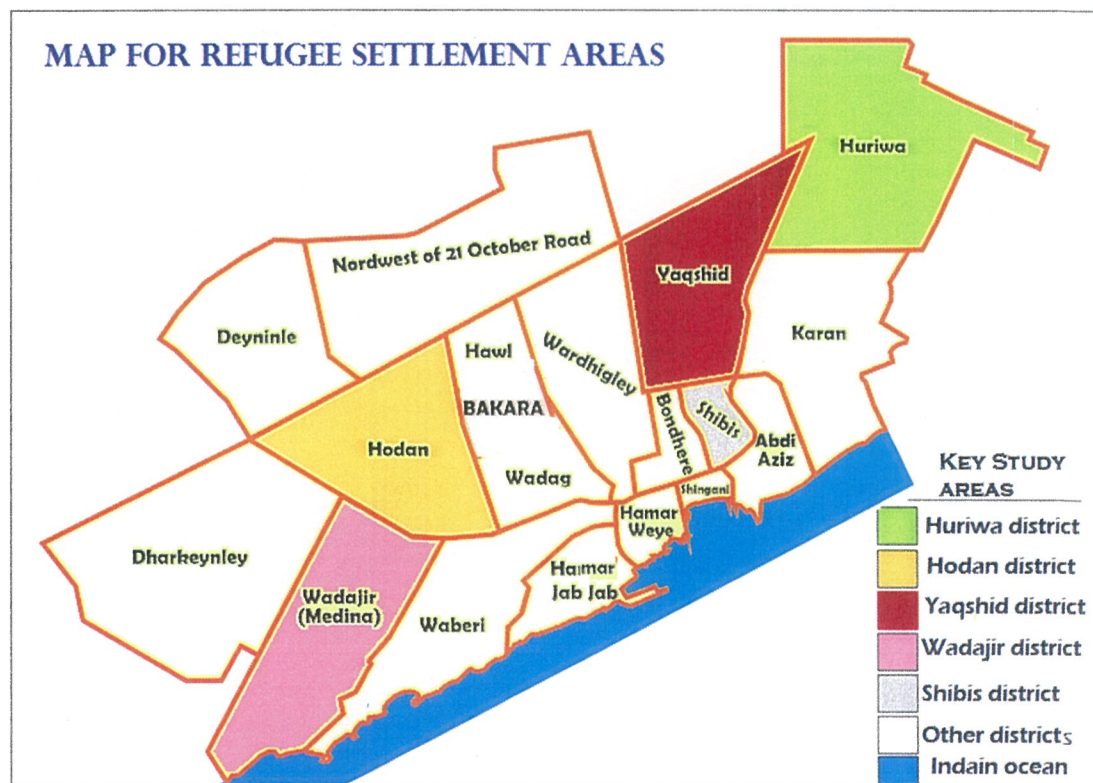 MAP FOR REFUGEE SETTLEMENT AREAS
Huriwa
Nordwest of 21 October Road
Yaqshid
Deyninle
Karan
Hawl
Wardhigley
BAKARA
Bondhere
Shibis
Abdi
Aziz
Hodan
Wadag
Shingani
Hamar
Weye
Dharkeynley
Hamar
Jab Jab
Wadajir
(Medina)
Waberi
KEY STUDY
AREAS
Huriwa district
Hodan district
Yaqshid district
Wadajir district
Shibis district
Other districts
Indain ocean